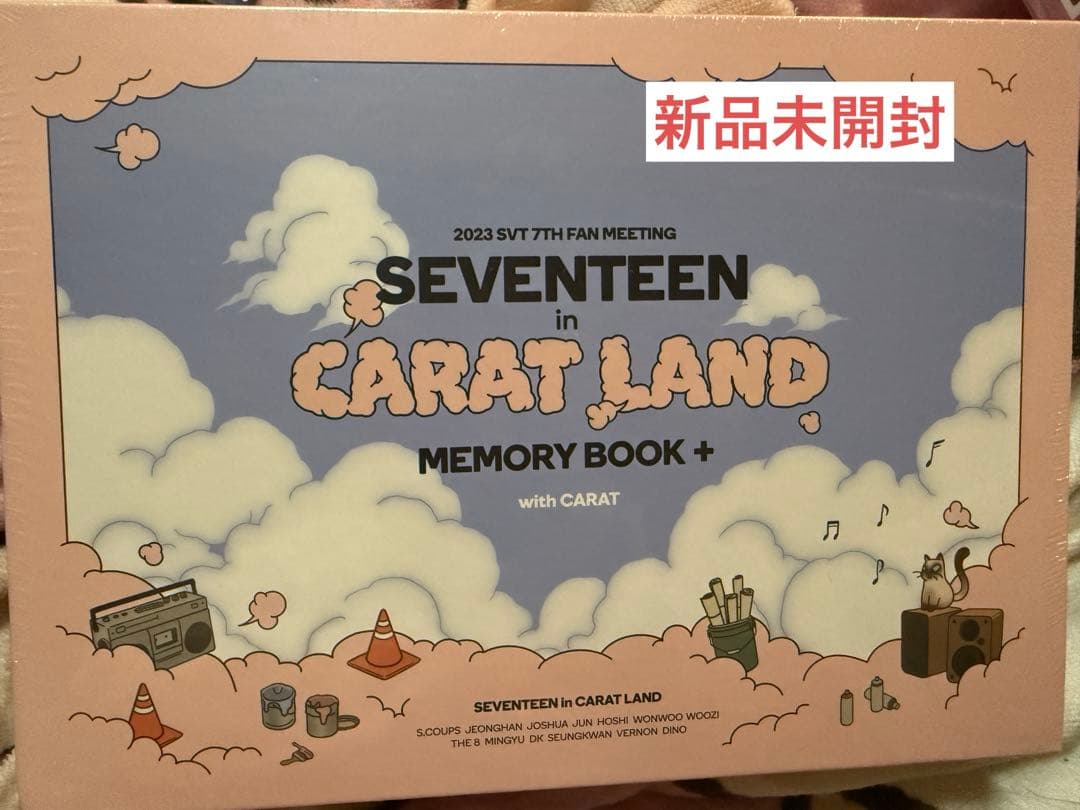 新品未開封
2023 SVT 7TH FAN MEETING
SEVENTEEN
in
CARAT LAND
MEMORY BOOK +
with CARAT
SEVENTEEN in CARAT LAND
S.COUPS JEONGHAN JOSHUA JUN HOSHI WONWOO WOOZI
THE 8 MINGYU DK SEUNGKWAN VERNON DINO